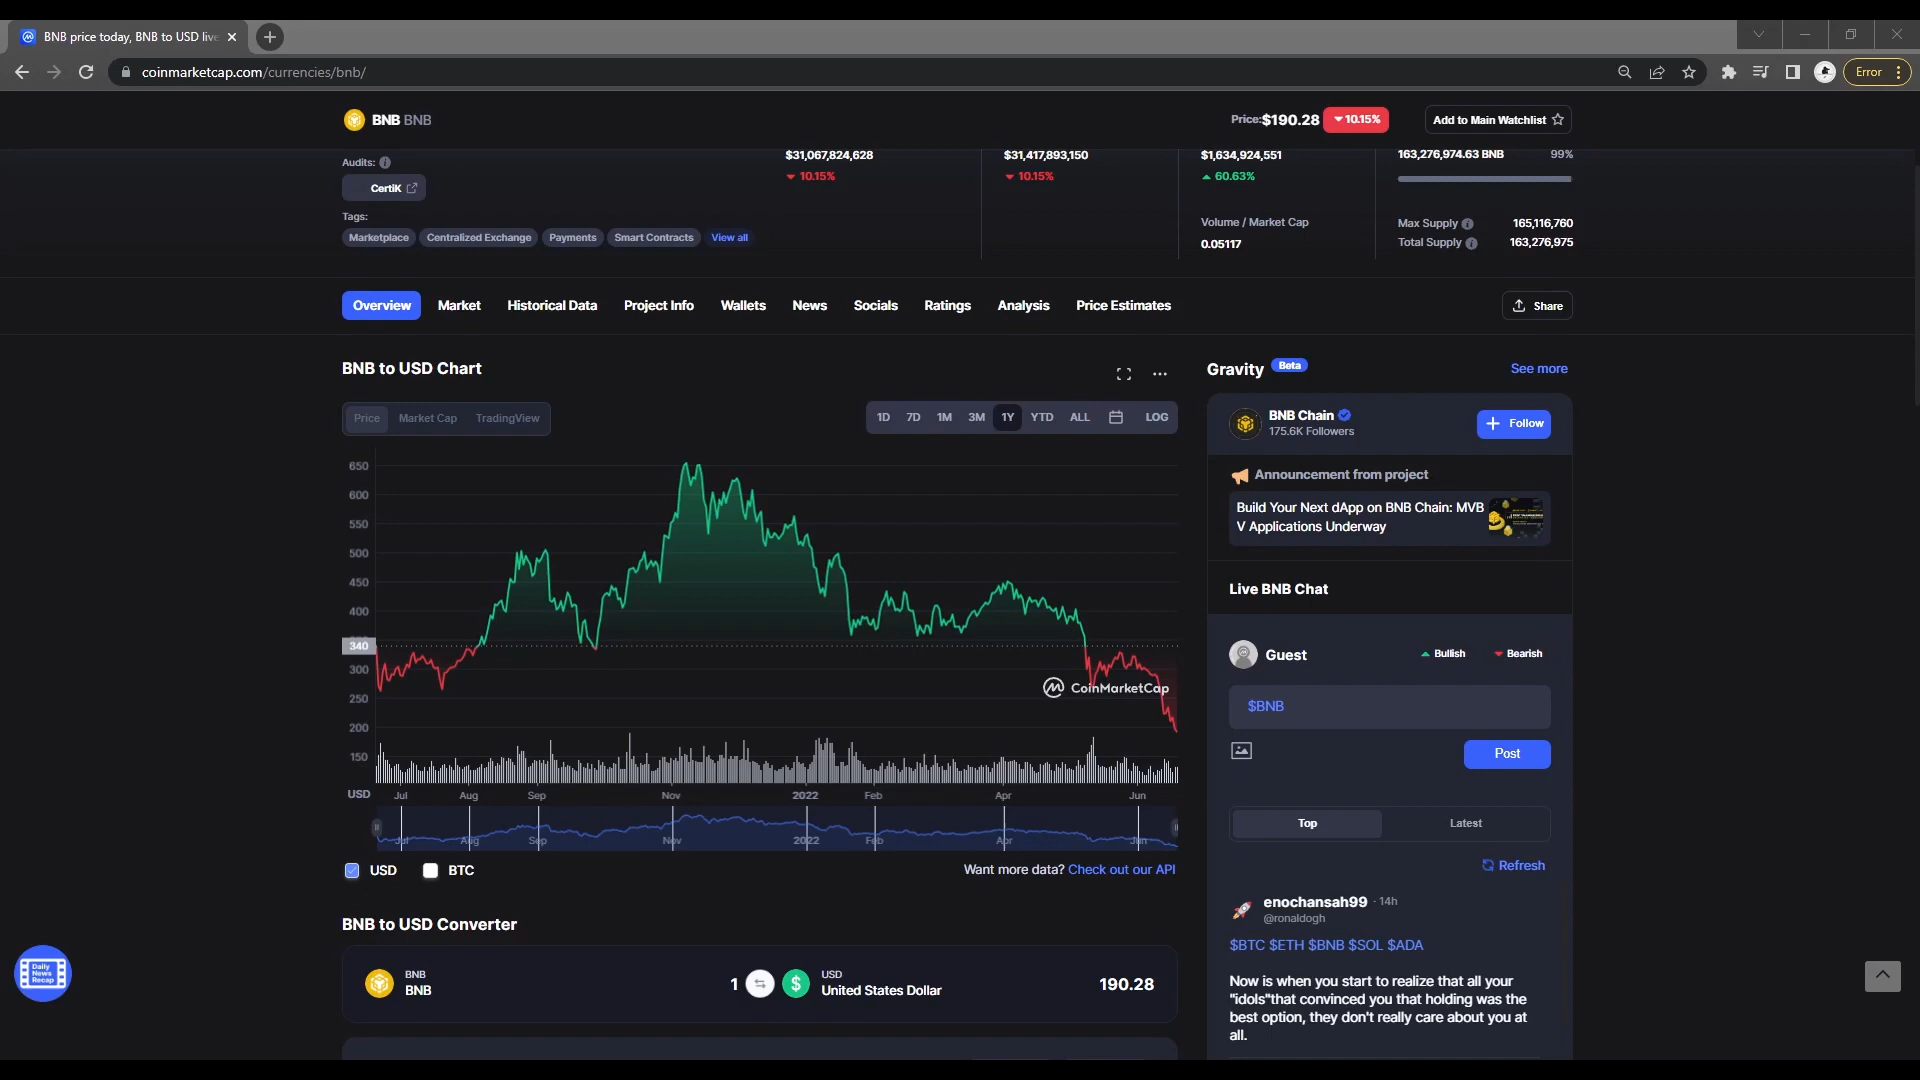 BNB price today, BNB to USD live
coinmarketcap.com/currencies/bnb/
Error
BNB BNB
Price:$190.28 10.15%
Add to Main Watchlist
Audits:
CertiK
Tags:
Marketplace Centralized Exchange Payments Smart Contracts View all
$31,067,824,628
10.15%
$31,417,893,150
10.15%
$1,634,924,551
60.63%
Volume / Market Cap
0.05117
163,276,974.63 BNB 99%
Max Supply 165,116,760
Total Supply 163,276,975
Overview Market Historical Data Project Info Wallets News Socials Ratings Analysis Price Estimates
Share
BNB to USD Chart
Price Market Cap TradingView
1D 7D 1M 3M 1Y YTD ALL LOG
650
600
550
500
450
400
340
300
250
200
150
USD
CoinMarketCap
Jul Aug Sep Nov 2022 Feb Apr Jun
Jul Aug Sep Nov 2022 Feb Apr Jun
USD BTC
Want more data? Check out our API
BNB to USD Converter
BNB
BNB
1
USD
United States Dollar
190.28
Daily
News
Recap
Gravity Beta
See more
BNB Chain
175.6K Followers
Follow
Announcement from project
Build Your Next dApp on BNB Chain: MVB
V Applications Underway
Live BNB Chat
Guest
Bullish Bearish
$BNB
Post
Top Latest
Refresh
enochansah99 · 14h
@ronaldogh
$BTC $ETH $BNB $SOL $ADA
Now is when you start to realize that all your
"idols"that convinced you that holding was the
best option, they don't really care about you at
all.